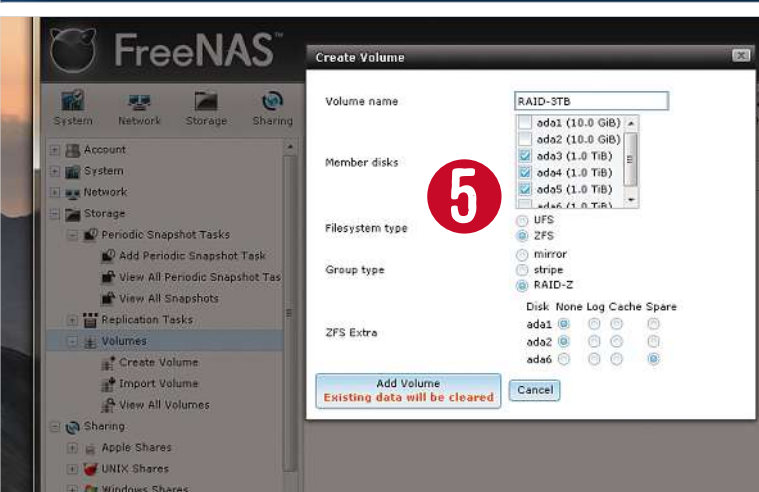 FreeNAS™
System Network Storage Sharing
Account
System
Network
Storage
Periodic Snapshot Tasks
Add Periodic Snapshot Task
View All Periodic Snapshot Tas
View All Snapshots
Replication Tasks
Volumes
Create Volume
Import Volume
View All Volumes
Sharing
Apple Shares
UNIX Shares
Windows Shares
Create Volume
Volume name RAID-3TB
Member disks
ada1 (10.0 GiB)
ada2 (10.0 GiB)
ada3 (1.0 TiB)
ada4 (1.0 TiB)
ada5 (1.0 TiB)
ada6 (1.0 TiB)
5
Filesystem type
UFS
ZFS
Group type
mirror
stripe
RAID-Z
ZFS Extra
Disk None Log Cache Spare
ada1
ada2
ada6
Add Volume
Existing data will be cleared
Cancel